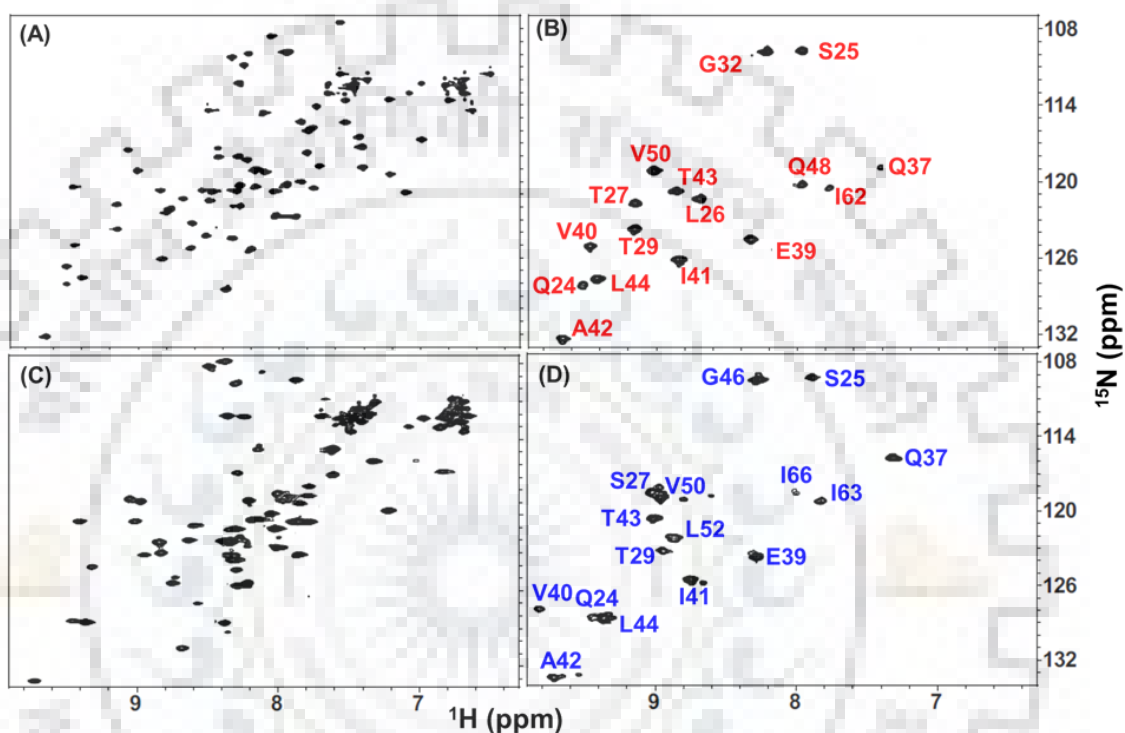 (A)
(B)
108
G32
S25
114
V50
T43
Q48
Q37
120
T27
L26
I62
V40
T29
E39
126
Q24
L44
I41
A42
132
(C)
(D)
G46
S25
108
114
Q37
S27
V50
I66
I63
120
T43
L52
T29
E39
V40
Q24
I41
126
L44
A42
132
9
8
7
9
8
7
¹H (ppm)
¹⁵N (ppm)